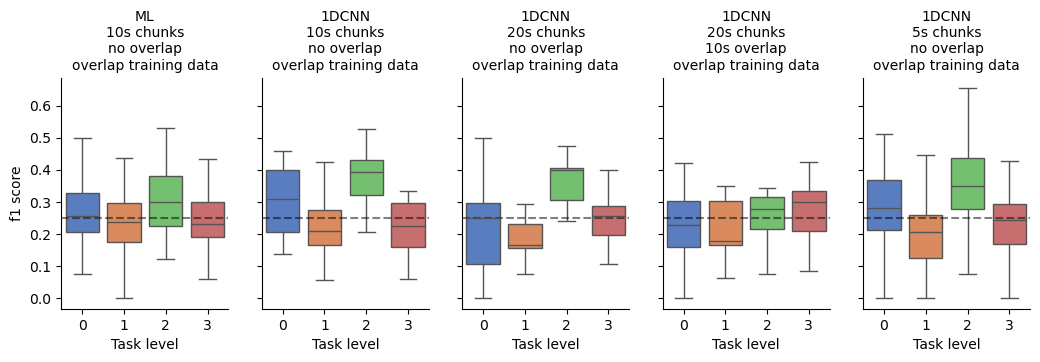 ML
10s chunks
no overlap
overlap training data
1DCNN
10s chunks
no overlap
overlap training data
1DCNN
20s chunks
no overlap
overlap training data
1DCNN
20s chunks
10s overlap
overlap training data
1DCNN
5s chunks
no overlap
overlap training data
f1 score
0.6
0.5
0.4
0.3
0.2
0.1
0.0
0 1 2 3
Task level
0 1 2 3
Task level
0 1 2 3
Task level
0 1 2 3
Task level
0 1 2 3
Task level